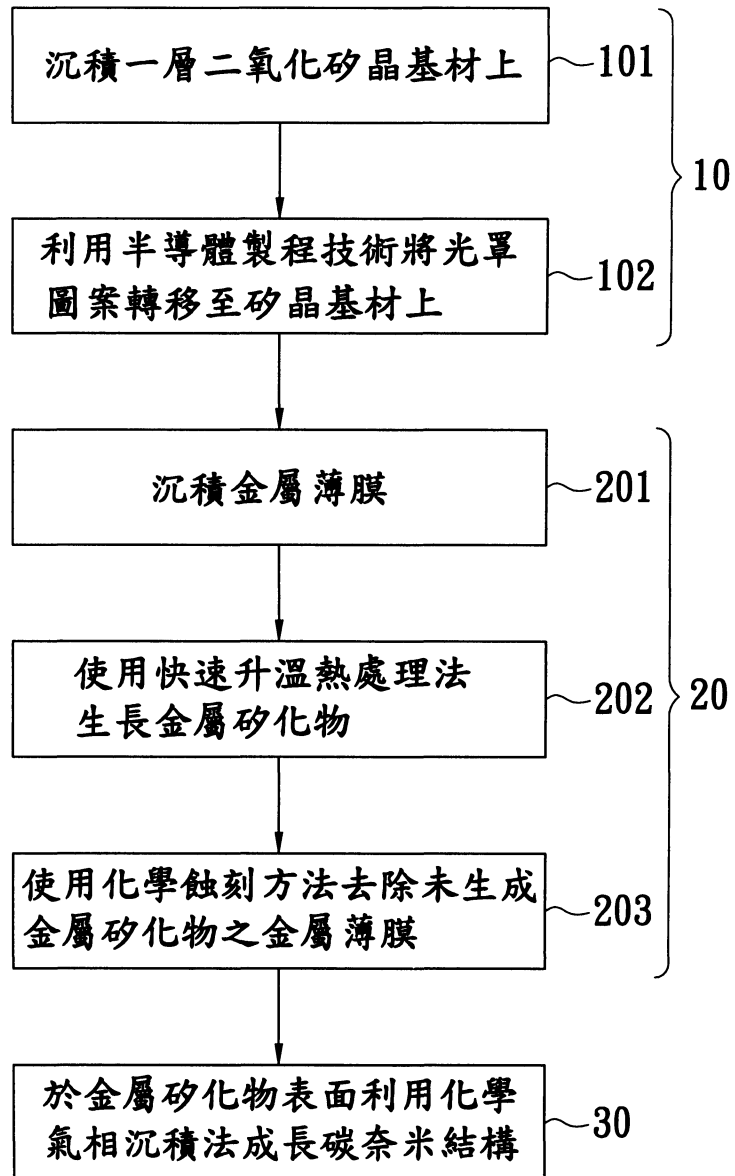 沉積一層二氧化矽晶基材上
101
10
利用半導體製程技術將光罩
圖案轉移至矽晶基材上
102
沉積金屬薄膜
201
使用快速升溫熱處理法
生長金屬矽化物
202
20
使用化學蝕刻方法去除未生成
金屬矽化物之金屬薄膜
203
於金屬矽化物表面利用化學
氣相沉積法成長碳奈米結構
30